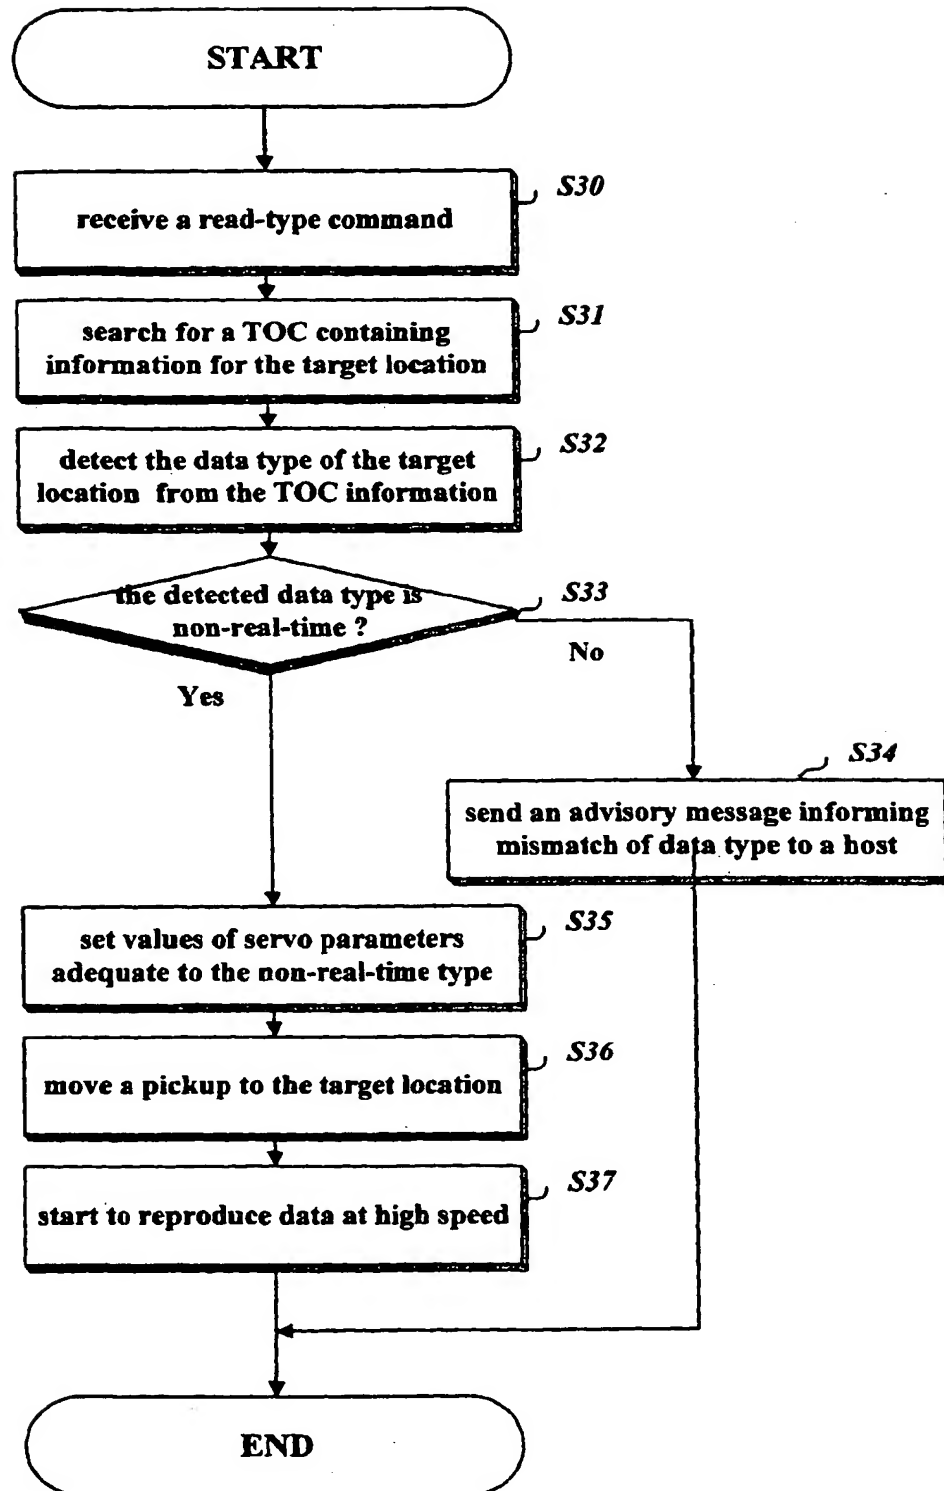 START
S30
receive a read-type command
S31
search for a TOC containing
information for the target location
S32
detect the data type of the target
location from the TOC information
S33
the detected data type is
non-real-time ?
No
Yes
S34
send an advisory message informing
mismatch of data type to a host
S35
set values of servo parameters
adequate to the non-real-time type
S36
move a pickup to the target location
S37
start to reproduce data at high speed
END